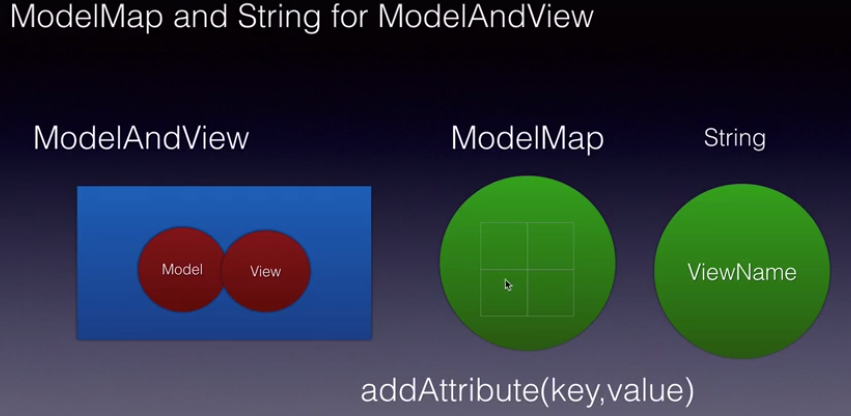 ModelMap and String for ModelAndView
ModelAndView
ModelMap
String
Model
View
ViewName
addAttribute(key,value)